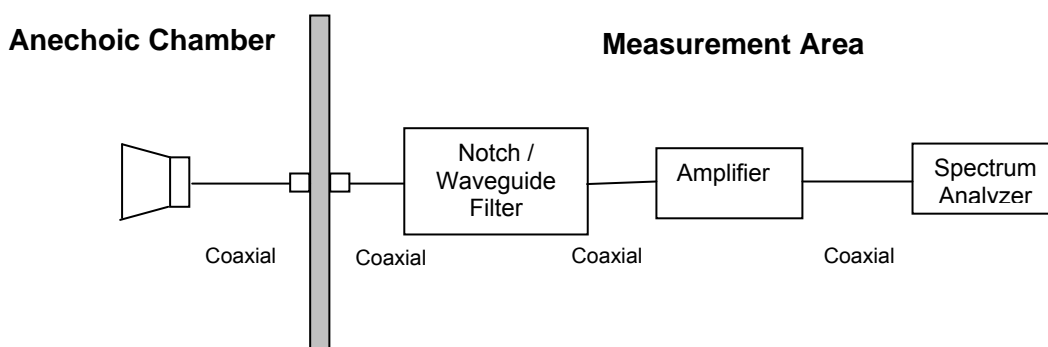 Anechoic Chamber
Measurement Area
Notch /
Waveguide
Filter
Amplifier
Spectrum
Analyzer
Coaxial
Coaxial
Coaxial
Coaxial